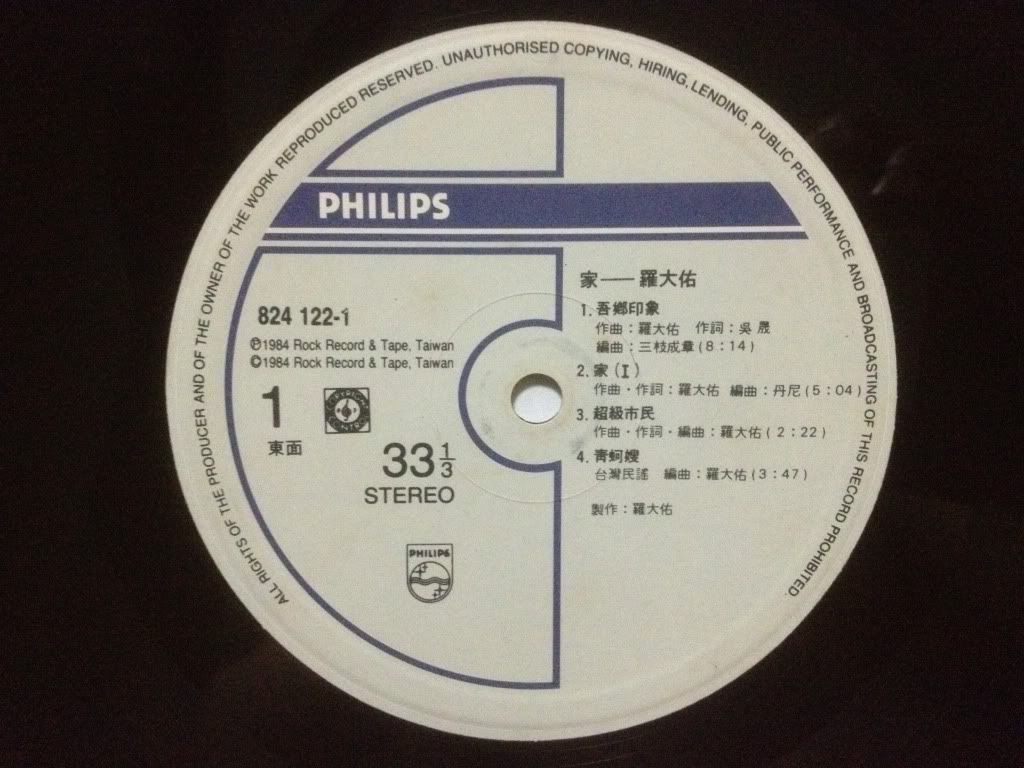 ALL RIGHTS OF THE PRODUCER AND OF THE OWNER OF THE WORK REPRODUCED RESERVED. UNAUTHORISED COPYING, HIRING, LENDING, PUBLIC PERFORMANCE AND BROADCASTING OF THIS RECORD PROHIBITED.
PHILIPS
824 122-1
Ⓟ1984 Rock Record & Tape, Taiwan
©1984 Rock Record & Tape, Taiwan
1
東面
33 1/3
STEREO
PHILIPS
家——羅大佑
1. 吾鄉印象
作曲：羅大佑 作詞：吳晟
編曲：三枝成章(8：14)
2. 家(I)
作曲・作詞：羅大佑 編曲：丹尼(5：04)
3. 超級市民
作曲・作詞・編曲：羅大佑(2：22)
4. 青蚵嫂
台灣民謠 編曲：羅大佑(3：47)
製作：羅大佑